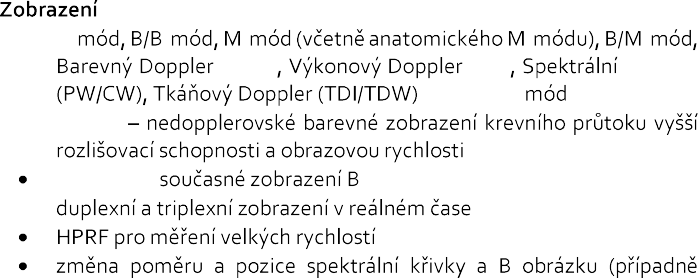 Zobrazení
mód, B/B mód, M mód (včetně anatomického M módu), B/M mód,
Barevný Doppler , Výkonový Doppler , Spektrální
(PW/CW), Tkáňový Doppler (TDI/TDW) mód
– nedopplerovské barevné zobrazení krevního průtoku vyšší
rozlišovací schopnosti a obrazovou rychlosti
• současné zobrazení B
duplexní a triplexní zobrazení v reálném čase
• HPRF pro měření velkých rychlostí
• změna poměru a pozice spektrální křivky a B obrázku (případně